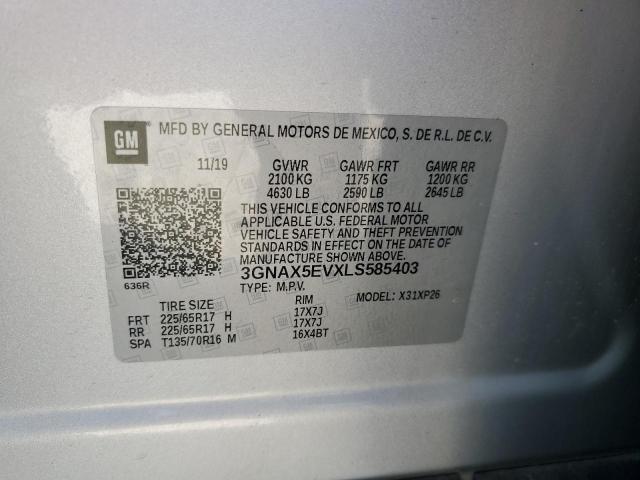 GM
MFD BY GENERAL MOTORS DE MEXICO, S. DE R.L. DE C.V.
11/19 GVWR GAWR FRT GAWR RR
2100 KG 1175 KG 1200 KG
4630 LB 2590 LB 2645 LB
THIS VEHICLE CONFORMS TO ALL
APPLICABLE U.S. FEDERAL MOTOR
VEHICLE SAFETY AND THEFT PREVENTION
STANDARDS IN EFFECT ON THE DATE OF
MANUFACTURE SHOWN ABOVE.
3GNAX5EVXLS585403
636R
TYPE: M.P.V. MODEL: X31XP26
TIRE SIZE RIM
FRT 225/65R17 H 17X7J
RR 225/65R17 H 17X7J
SPA T135/70R16 M 16X4BT